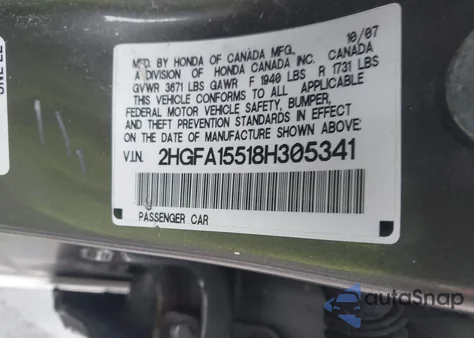 10/07
MFD. BY HONDA OF CANADA MFG.,
A DIVISION OF HONDA CANADA INC. CANADA
GVWR 3671 LBS GAWR F 1940 LBS R 1731 LBS
THIS VEHICLE CONFORMS TO ALL APPLICABLE
FEDERAL MOTOR VEHICLE SAFETY, BUMPER,
AND THEFT PREVENTION STANDARDS IN EFFECT
ON THE DATE OF MANUFACTURE SHOWN ABOVE.
V.I.N. 2HGFA15518H305341
PASSENGER CAR
autoSnap